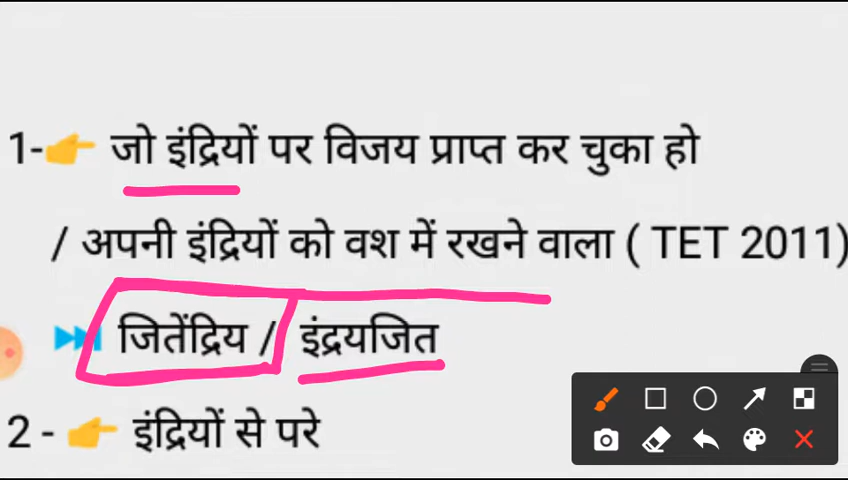 1-👉 जो इंद्रियों पर विजय प्राप्त कर चुका हो
/ अपनी इंद्रियों को वश में रखने वाला ( TET 2011)
⏭ जितेंद्रिय / इंद्रयजित
2 - 👉 इंद्रियों से परे